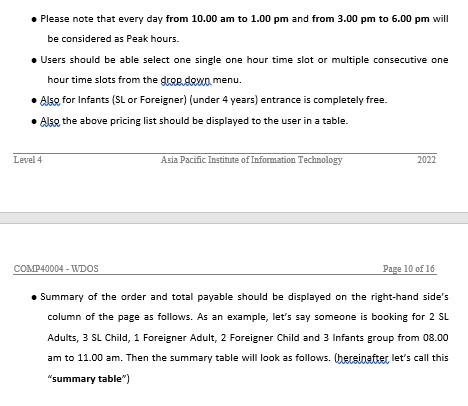 • Please note that every day from 10.00 am to 1.00 pm and from 3.00 pm to 6.00 pm will
be considered as Peak hours.
• Users should be able select one single one hour time slot or multiple consecutive one
hour time slots from the drop down menu.
• Also for Infants (SL or Foreigner) (under 4 years) entrance is completely free.
• Also the above pricing list should be displayed to the user in a table.
Level 4 Asia Pacific Institute of Information Technology 2022
COMP40004 - WDOS Page 10 of 16
• Summary of the order and total payable should be displayed on the right-hand side's
column of the page as follows. As an example, let's say someone is booking for 2 SL
Adults, 3 SL Child, 1 Foreigner Adult, 2 Foreigner Child and 3 Infants group from 08.00
am to 11.00 am. Then the summary table will look as follows. (hereinafter let's call this
"summary table")